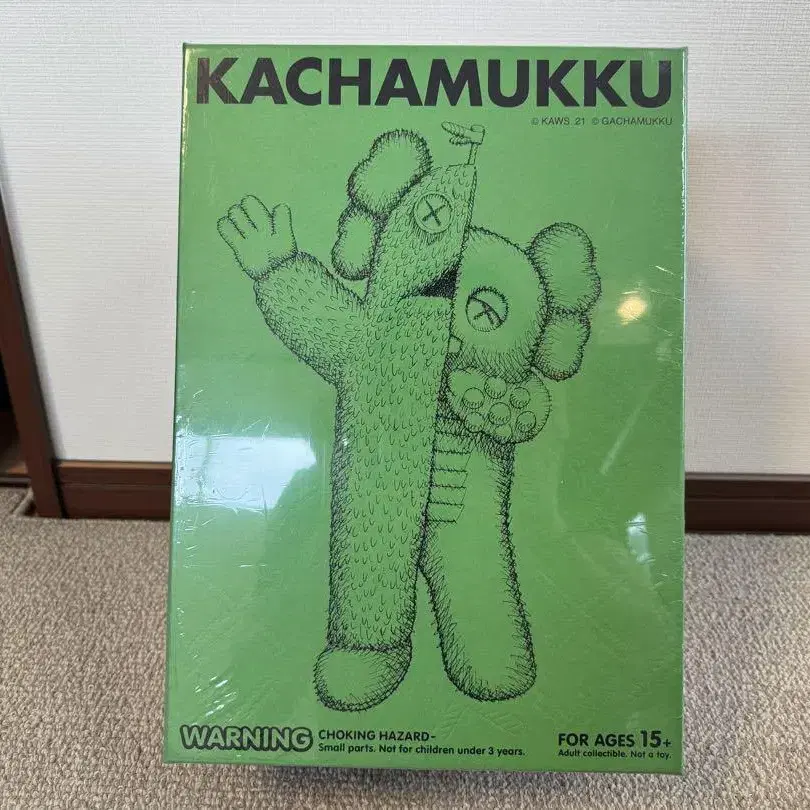 KACHAMUKKU
© KAWS..21 © GACHAMUKKU
WARNING
CHOKING HAZARD-
Small parts. Not for children under 3 years.
FOR AGES 15+
Adult collectible. Not a toy.